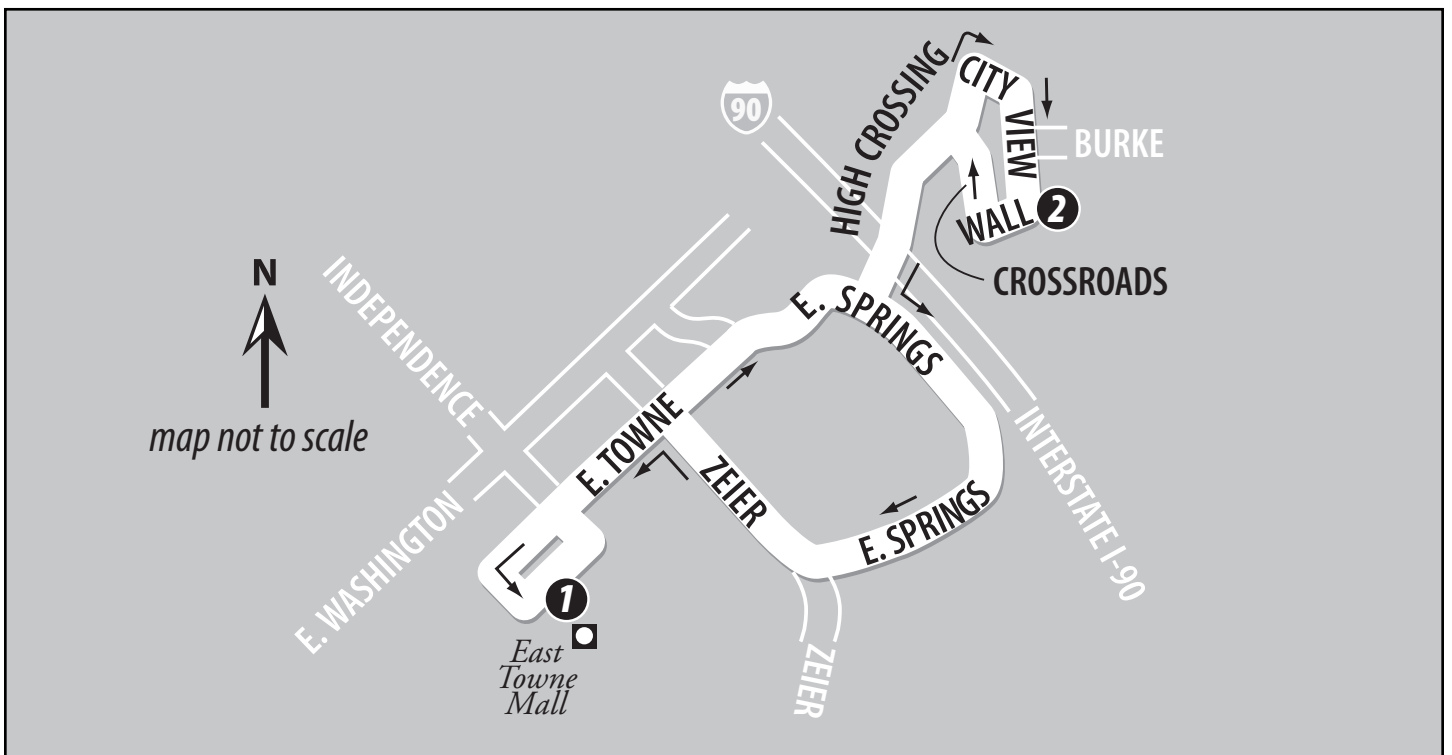 CITY
HIGH CROSSING
90
VIEW
BURKE
WALL
2
CROSSROADS
N
INDEPENDENCE
E. SPRINGS
map not to scale
E. TOWNE
ZEIER
INTERSTATE I-90
E. SPRINGS
E. WASHINGTON
1
East
Towne
Mall
ZEIER